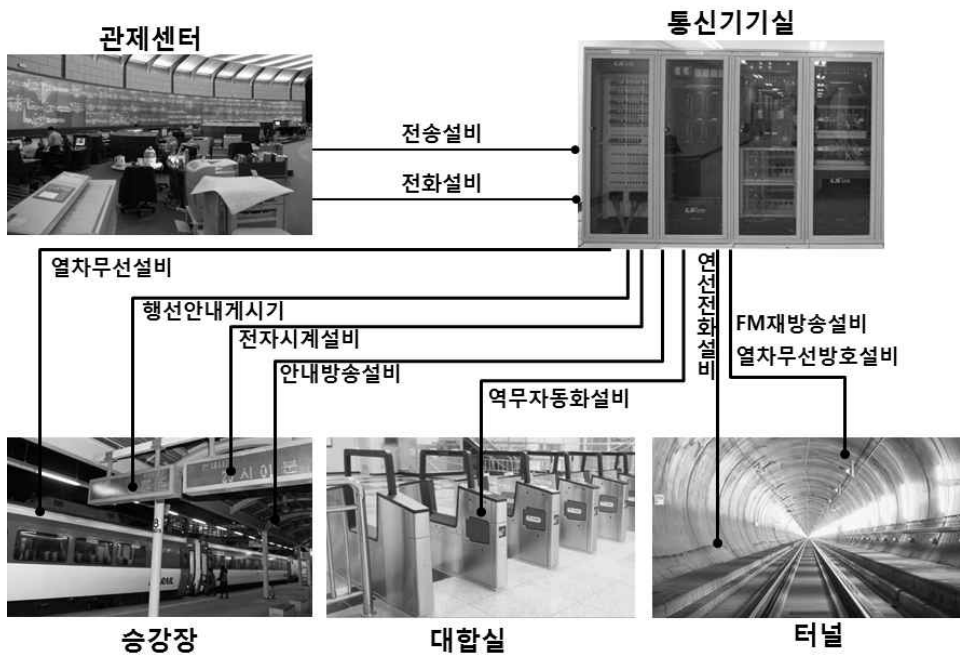 관제센터
통신기기실
전송설비
전화설비
열차무선설비
행선안내게시기
전자시계설비
안내방송설비
역무자동화설비
연선전화설비
FM재방송설비
열차무선방호설비
승강장
대합실
터널